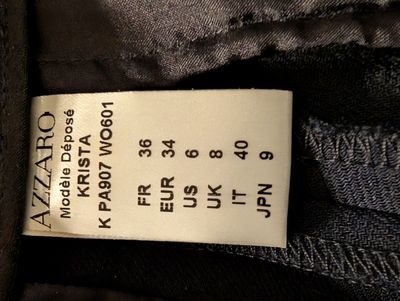 AZZARO
Modèle Déposé
KRISTA
K PA907 WO601
FR 36
EUR 34
US 6
UK 8
IT 40
JPN 9